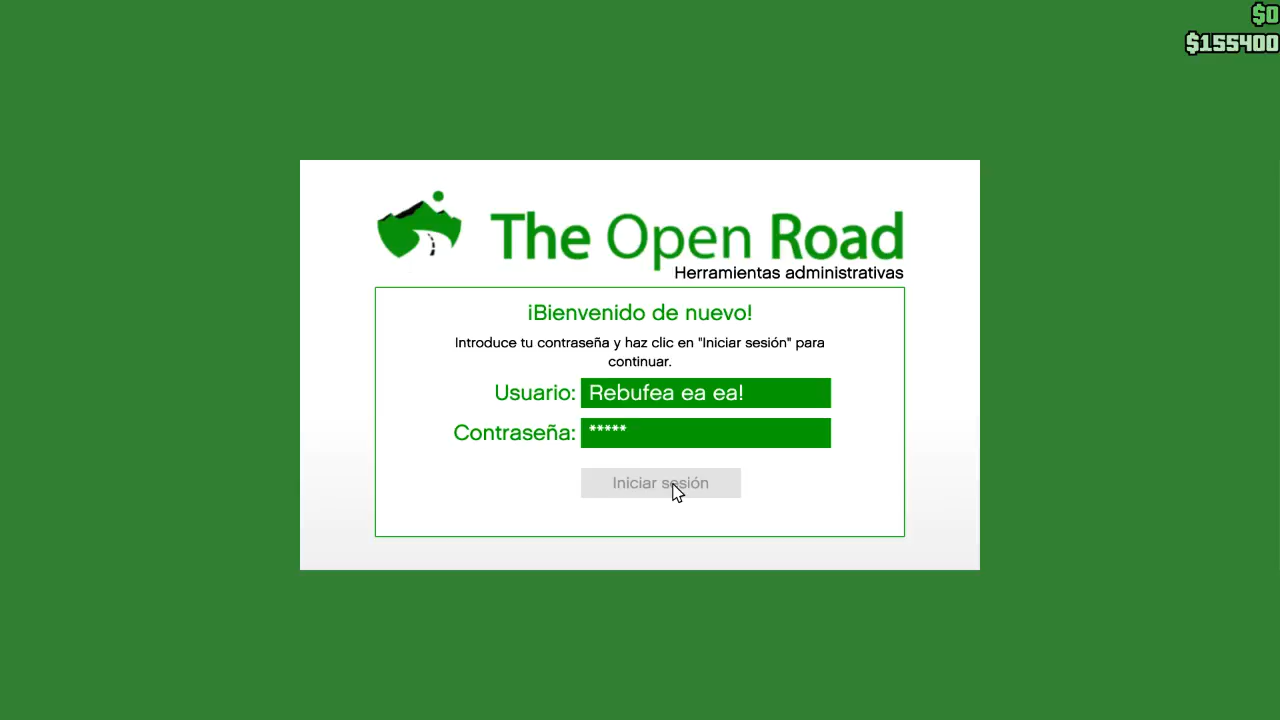 $0
$155400
The Open Road
Herramientas administrativas
¡Bienvenido de nuevo!
Introduce tu contraseña y haz clic en "Iniciar sesión" para
continuar.
Usuario: Rebufea ea ea!
Contraseña: *****
Iniciar sesión